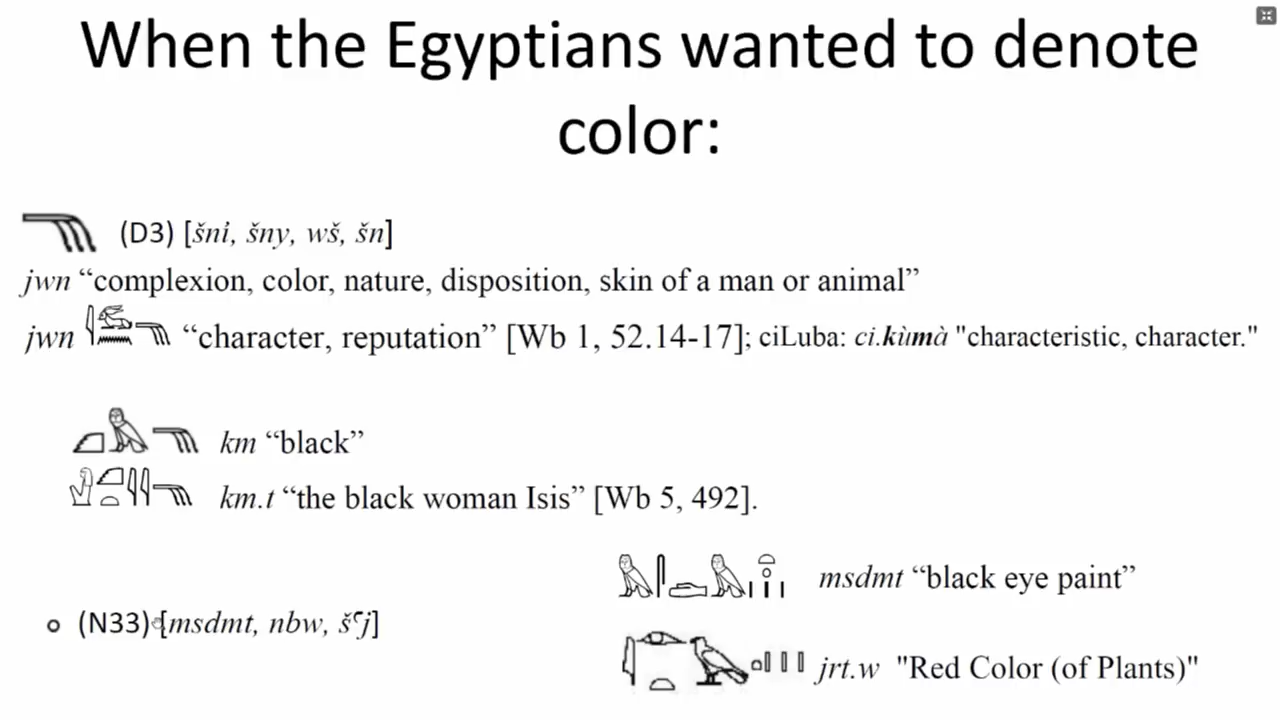 When the Egyptians wanted to denote
color:
(D3) [šnỉ, šny, wš, šn]
jwn “complexion, color, nature, disposition, skin of a man or animal”
jwn “character, reputation” [Wb 1, 52.14-17]; ciLuba: ci.kùmà "characteristic, character."
km “black”
km.t “the black woman Isis” [Wb 5, 492].
msdmt “black eye paint”
(N33) [msdmt, nbw, šꜥj]
jrt.w "Red Color (of Plants)"